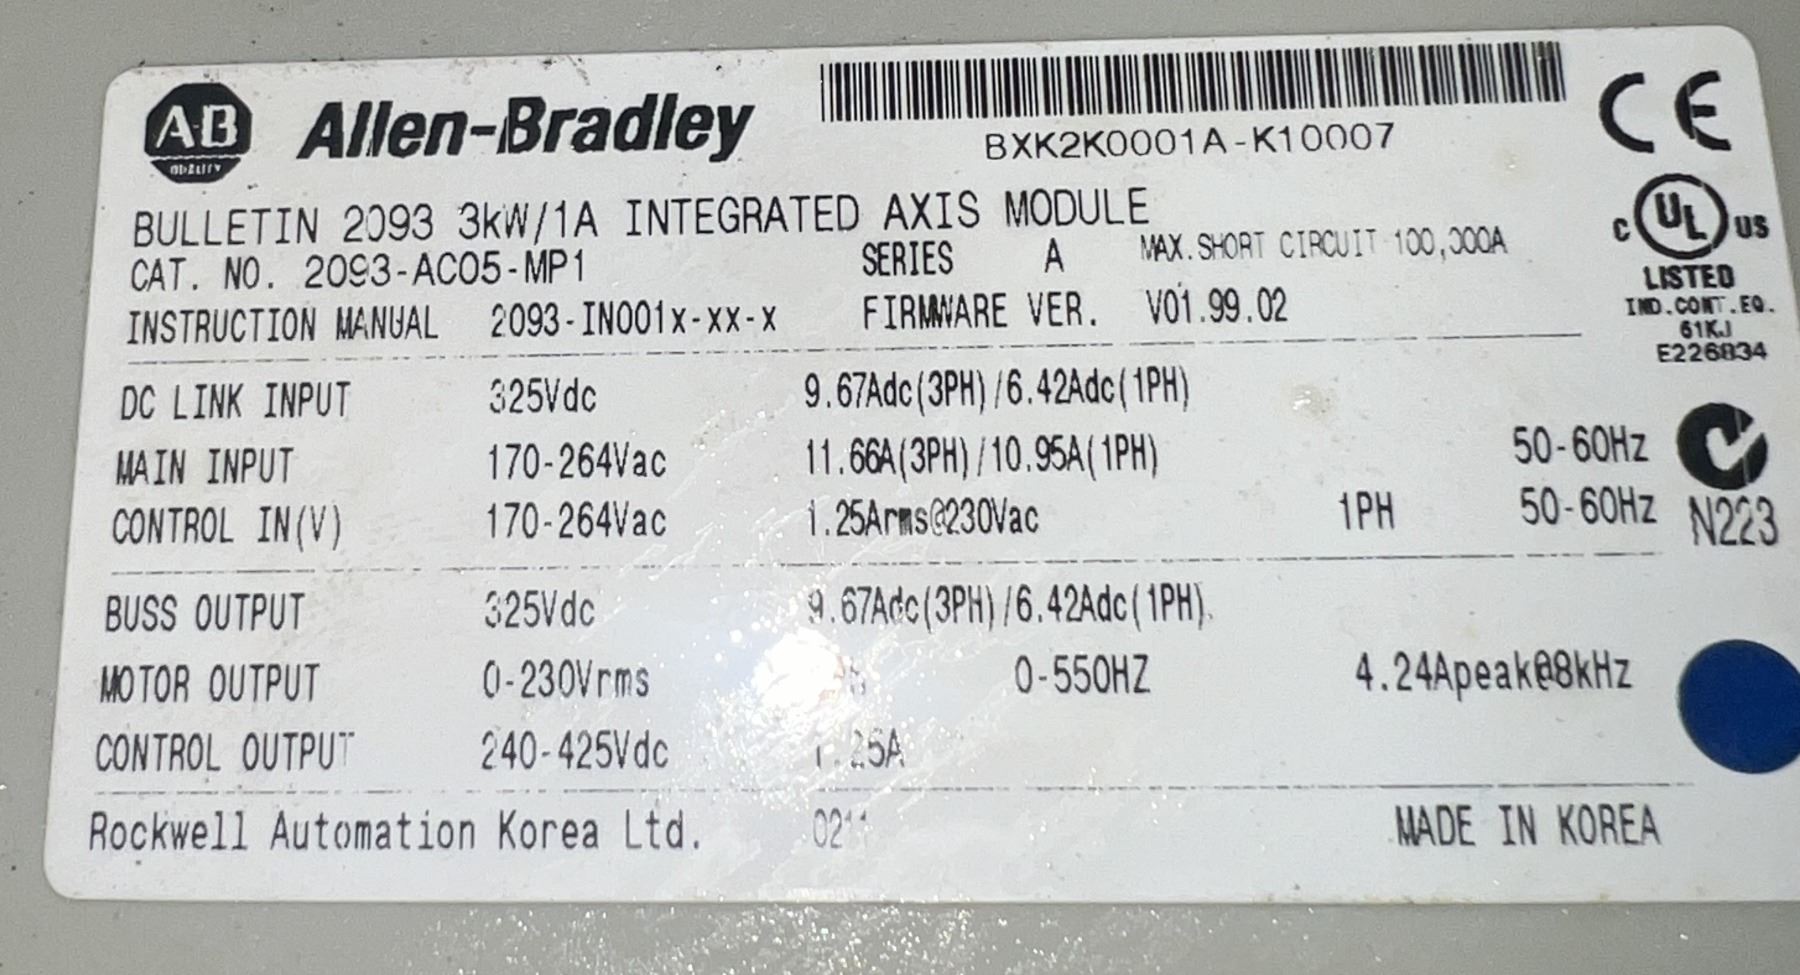 AB Allen-Bradley
BXK2K0001A-K10007
CE
BULLETIN 2093 3kW/1A INTEGRATED AXIS MODULE
CAT. NO. 2093-AC05-MP1 SERIES A MAX. SHORT CIRCUIT 100,000A
INSTRUCTION MANUAL 2093-IN001x-xx-x FIRMWARE VER. V01.99.02
C UL US
LISTED
IND.CONT.EQ.
61KJ
E226834
DC LINK INPUT 325Vdc 9.67Adc(3PH)/6.42Adc(1PH)
MAIN INPUT 170-264Vac 11.66A(3PH)/10.95A(1PH) 50-60Hz
CONTROL IN(V) 170-264Vac 1.25Arms@230Vac 1PH 50-60Hz
N223
BUSS OUTPUT 325Vdc 9.67Adc(3PH)/6.42Adc(1PH)
MOTOR OUTPUT 0-230Vrms 0-550HZ 4.24Apeak@8kHz
CONTROL OUTPUT 240-425Vdc 1.25A
Rockwell Automation Korea Ltd. MADE IN KOREA